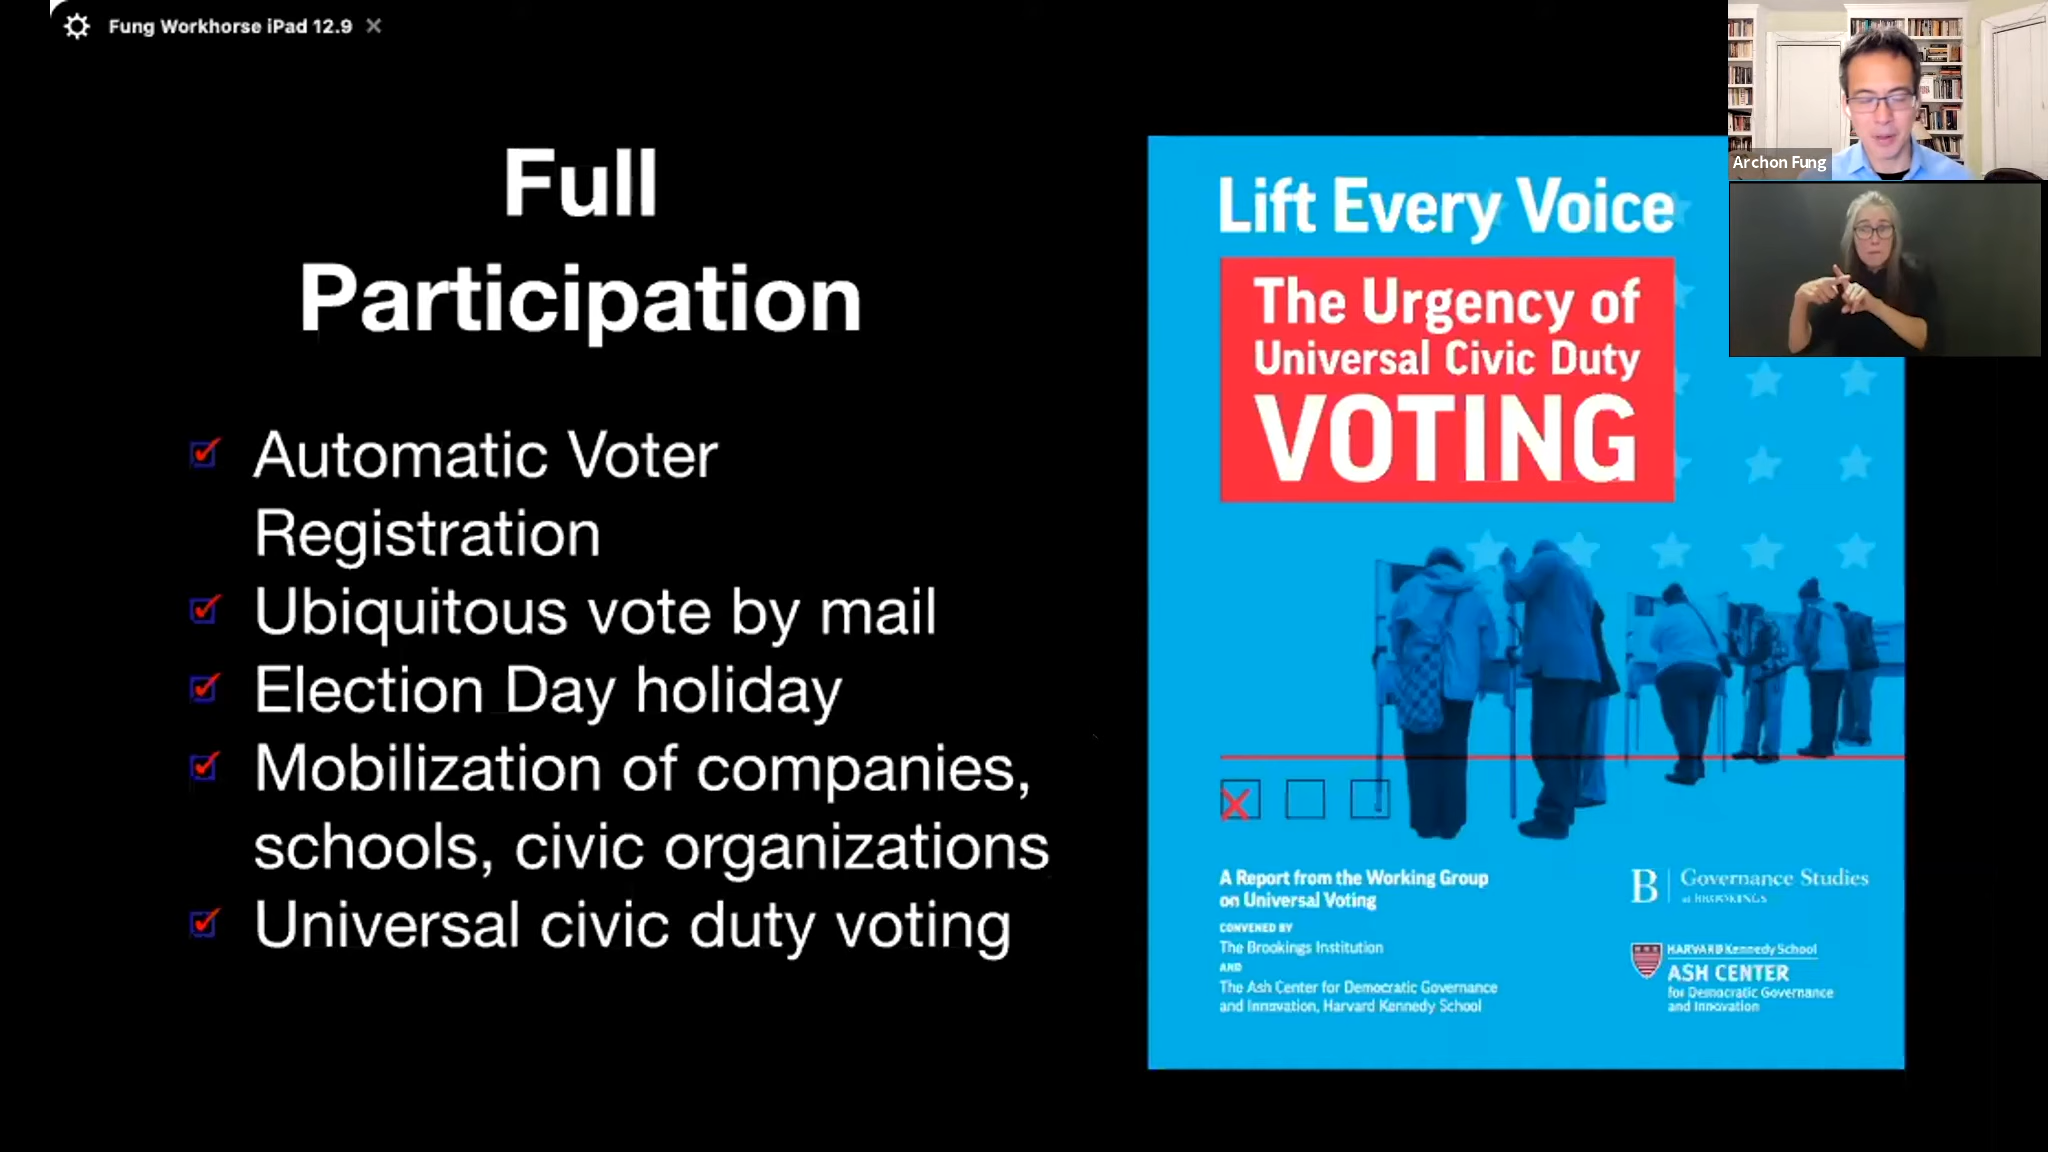 Fung Workhorse iPad 12.9
Full
Participation
Automatic Voter
Registration
Ubiquitous vote by mail
Election Day holiday
Mobilization of companies,
schools, civic organizations
Universal civic duty voting
Lift Every Voice
The Urgency of
Universal Civic Duty
VOTING
A Report from the Working Group
on Universal Voting
CONVENED BY
The Brookings Institution
AND
The Ash Center for Democratic Governance
and Innovation, Harvard Kennedy School
B
Governance Studies
at BROOKINGS
HARVARD Kennedy School
ASH CENTER
for Democratic Governance
and Innovation
Archon Fung